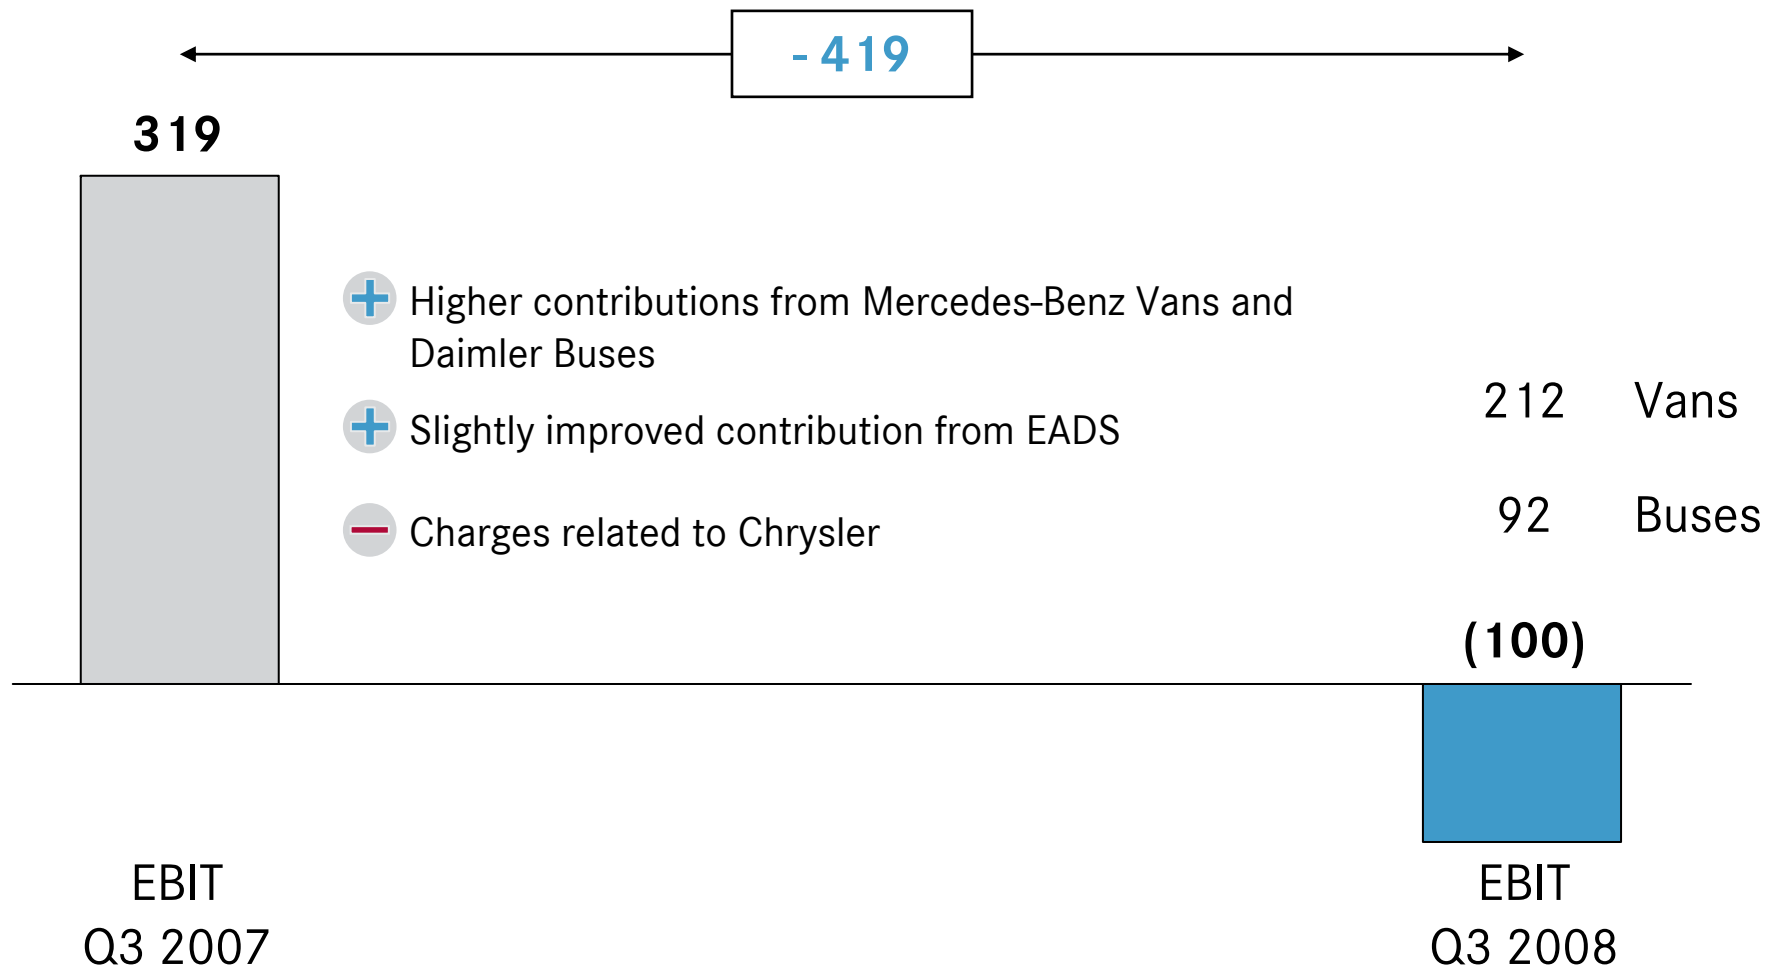 - 419
319
Higher contributions from Mercedes-Benz Vans and
Daimler Buses
Slightly improved contribution from EADS
Charges related to Chrysler
212 Vans
92 Buses
(100)
EBIT
Q3 2007
EBIT
Q3 2008